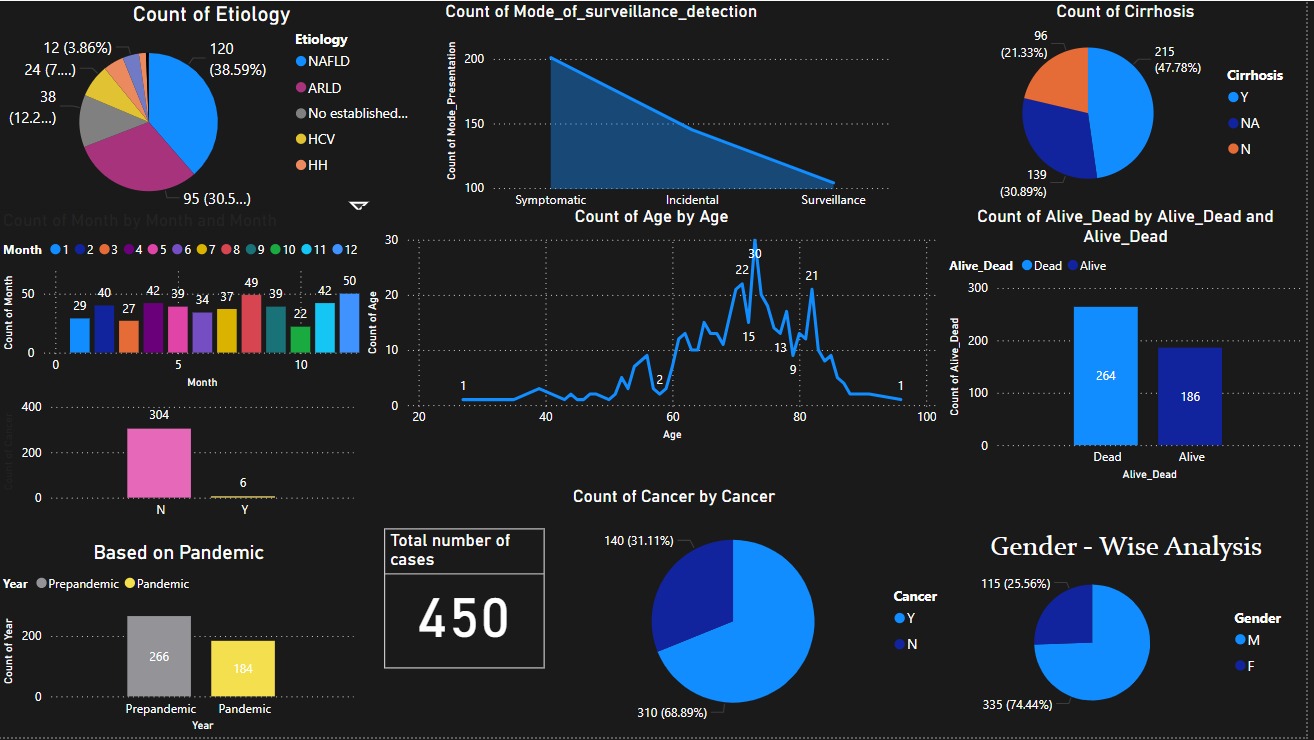 Count of Etiology
12 (3.86%)
24 (7....)
38
(12.2...)
120
(38.59%)
95 (30.5...)
Etiology
NAFLD
ARLD
No established...
HCV
HH
Count of Mode_of_surveillance_detection
Count of Mode_Presentation
200
150
100
Symptomatic Incidental Surveillance
Count of Cirrhosis
96
(21.33%)
215
(47.78%)
139
(30.89%)
Cirrhosis
Y
NA
N
Count of Month by Month and Month
Month 1 2 3 4 5 6 7 8 9 10 11 12
Count of Month
50
0
29 40 27 42 39 34 37 49 39 22 42 50
0 5 10
Month
Count of Age by Age
Count of Age
30
20
10
0
1 2 22 15 30 13 9 21 1
20 40 60 80 100
Age
Count of Alive_Dead by Alive_Dead and
Alive_Dead
Alive_Dead Dead Alive
Count of Alive_Dead
300
200
100
0
264 186
Dead Alive
Alive_Dead
Count of Cancer
400
200
0
304 6
N Y
Based on Pandemic
Year Prepandemic Pandemic
Count of Year
200
0
266 184
Prepandemic Pandemic
Year
Total number of
cases
450
Count of Cancer by Cancer
140 (31.11%)
310 (68.89%)
Cancer
Y
N
Gender - Wise Analysis
115 (25.56%)
335 (74.44%)
Gender
M
F